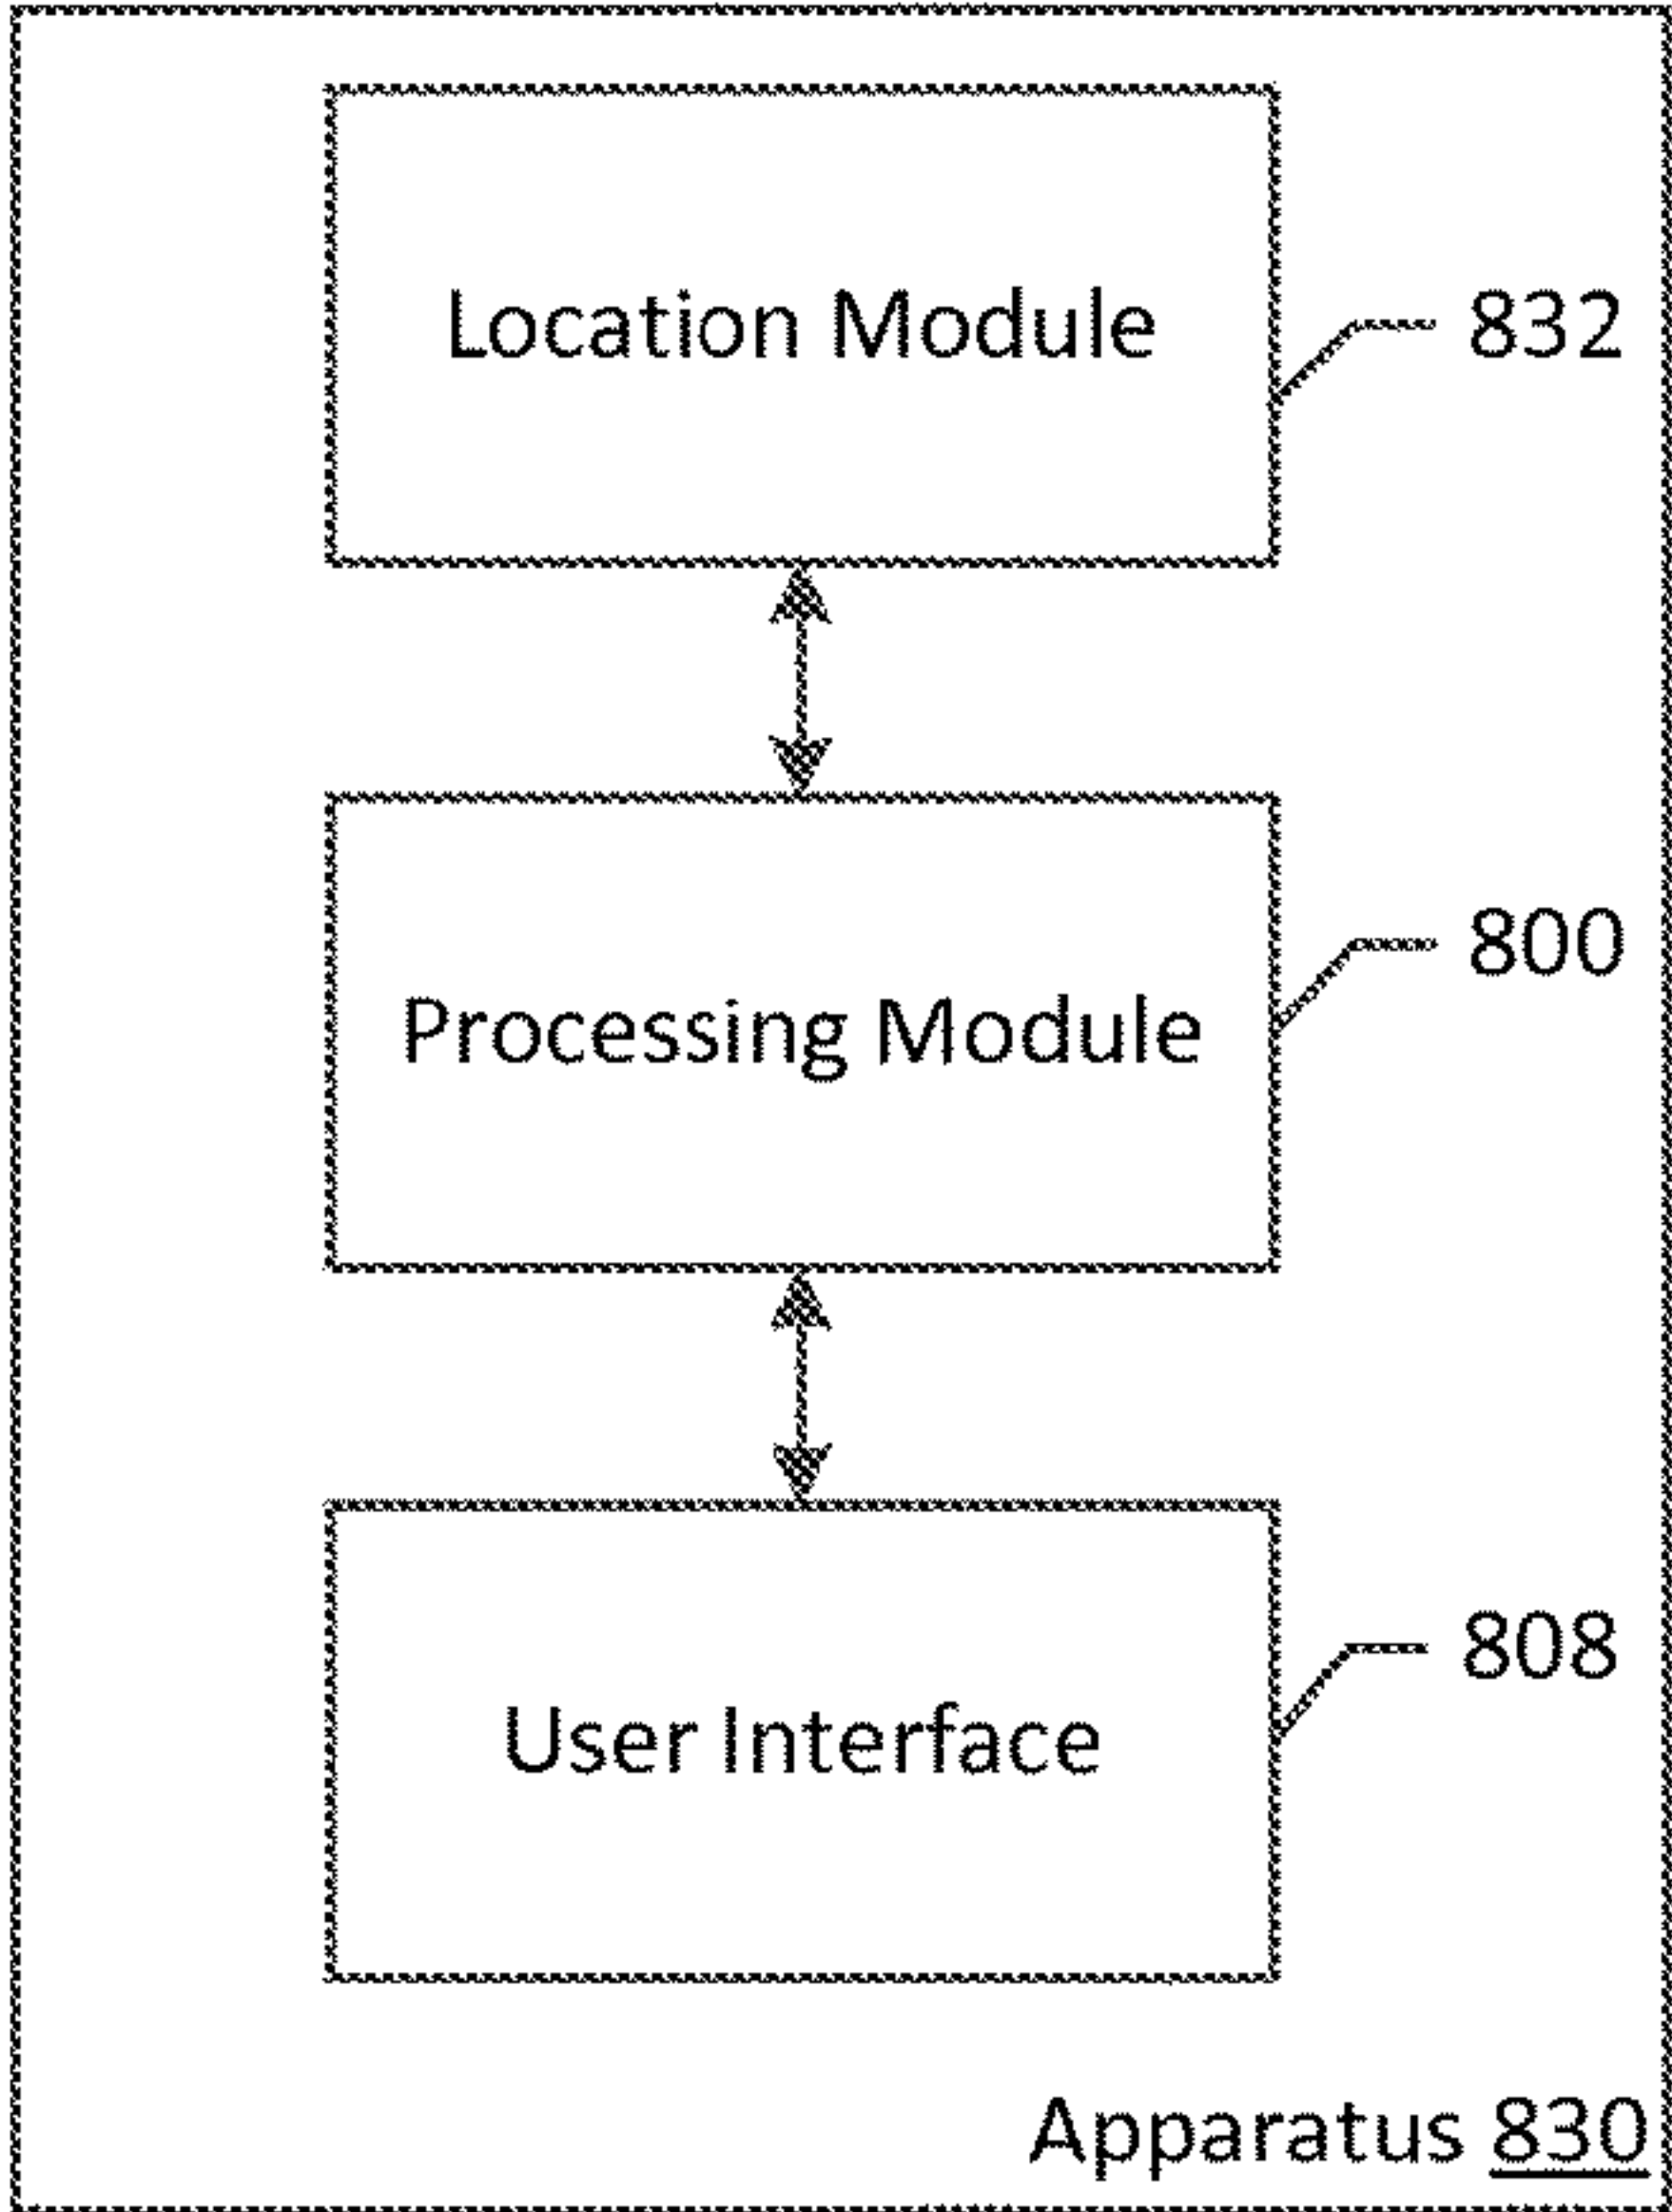 Location Module
832
Processing Module
800
User Interface
808
Apparatus 830